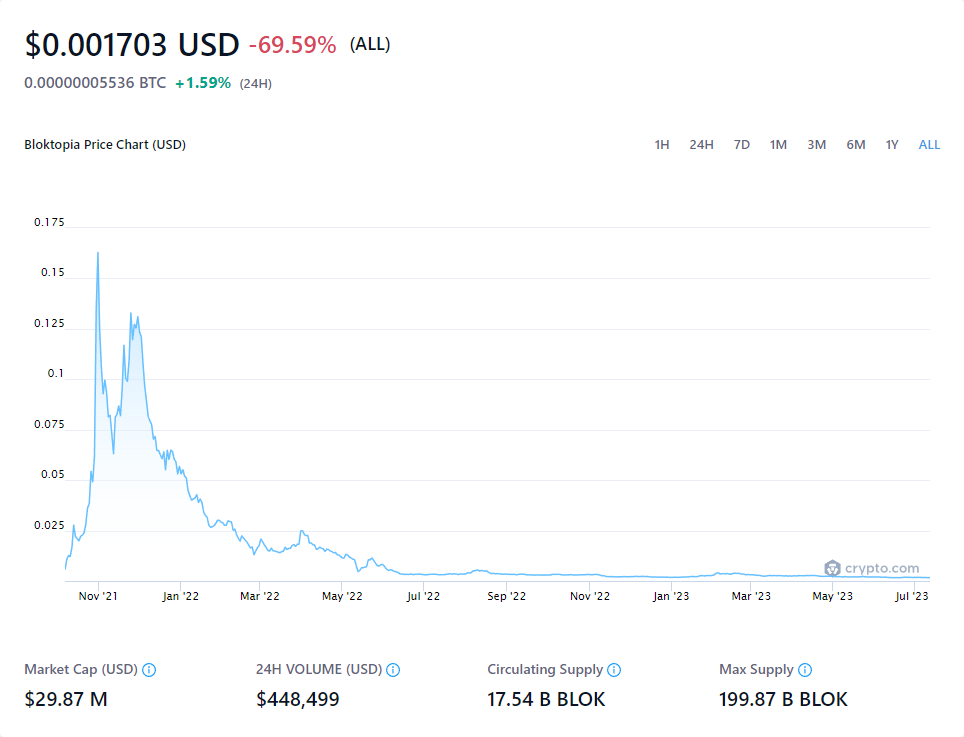 $0.001703 USD -69.59% (ALL)
0.00000005536 BTC +1.59% (24H)
Bloktopia Price Chart (USD) 1H 24H 7D 1M 3M 6M 1Y ALL
0.175
0.15
0.125
0.1
0.075
0.05
0.025
crypto.com
Nov '21 Jan '22 Mar '22 May '22 Jul '22 Sep '22 Nov '22 Jan '23 Mar '23 May '23 Jul '23
Market Cap (USD) 24H VOLUME (USD) Circulating Supply Max Supply
$29.87 M $448,499 17.54 B BLOK 199.87 B BLOK